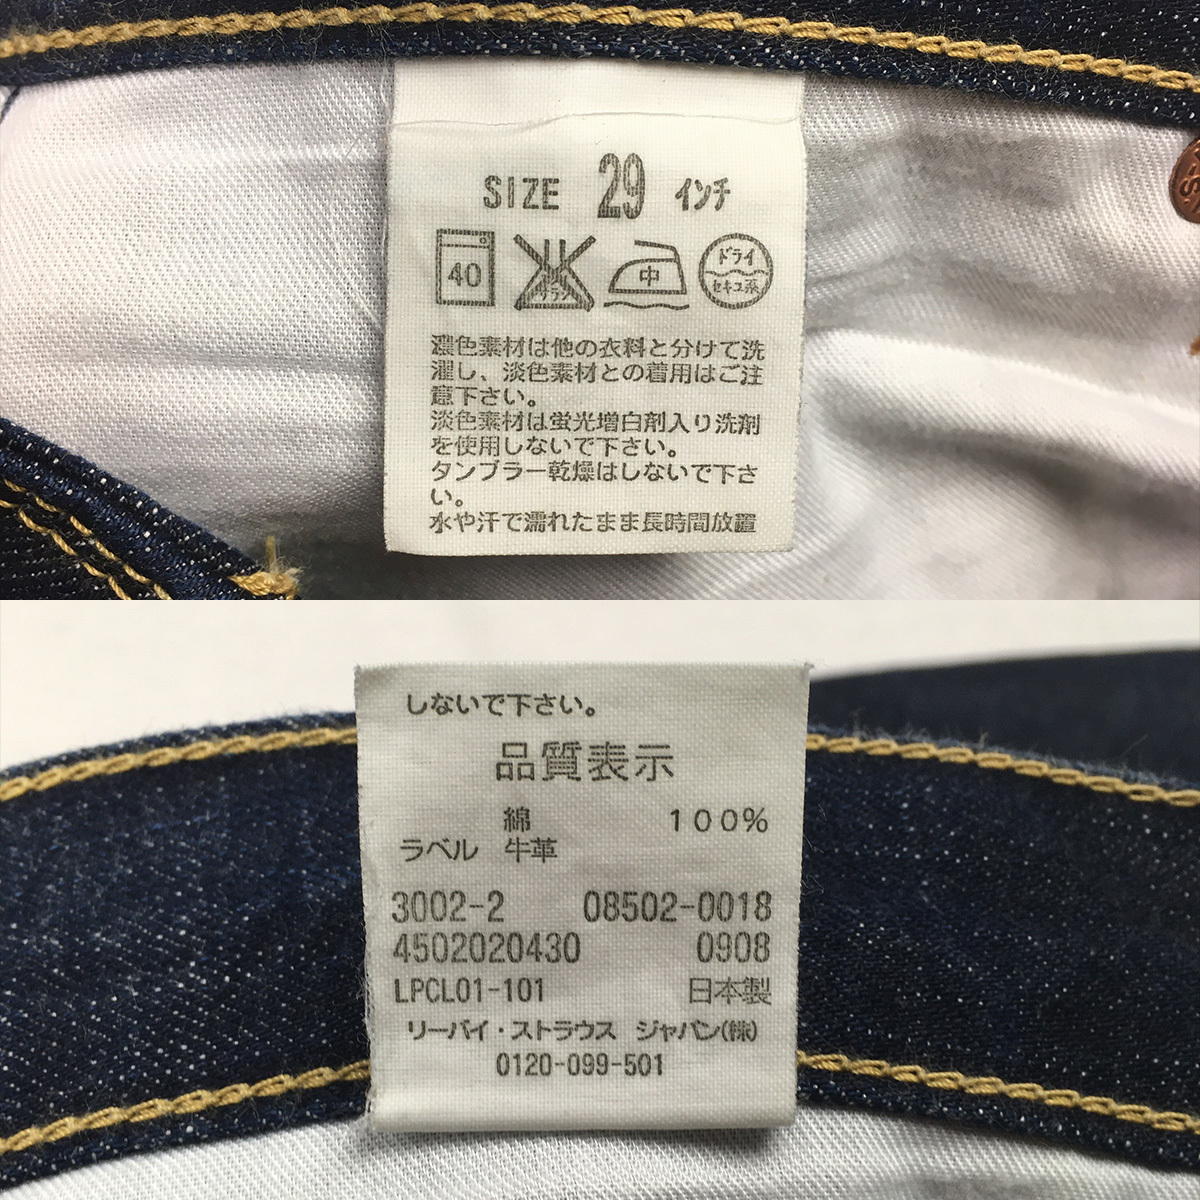 SIZE 29 インチ
40 中 ドライ
セキユ系
濃色素材は他の衣料と分けて洗
濯し、淡色素材との着用はご注
意下さい。
淡色素材は蛍光増白剤入り洗剤
を使用しないで下さい。
タンブラー乾燥はしないで下さ
い。
水や汗で濡れたまま長時間放置
しないで下さい。
品質表示
綿 100%
ラベル 牛革
3002-2 08502-0018
4502020430 0908
LPCL01-101 日本製
リーバイ・ストラウス ジャパン(株)
0120-099-501